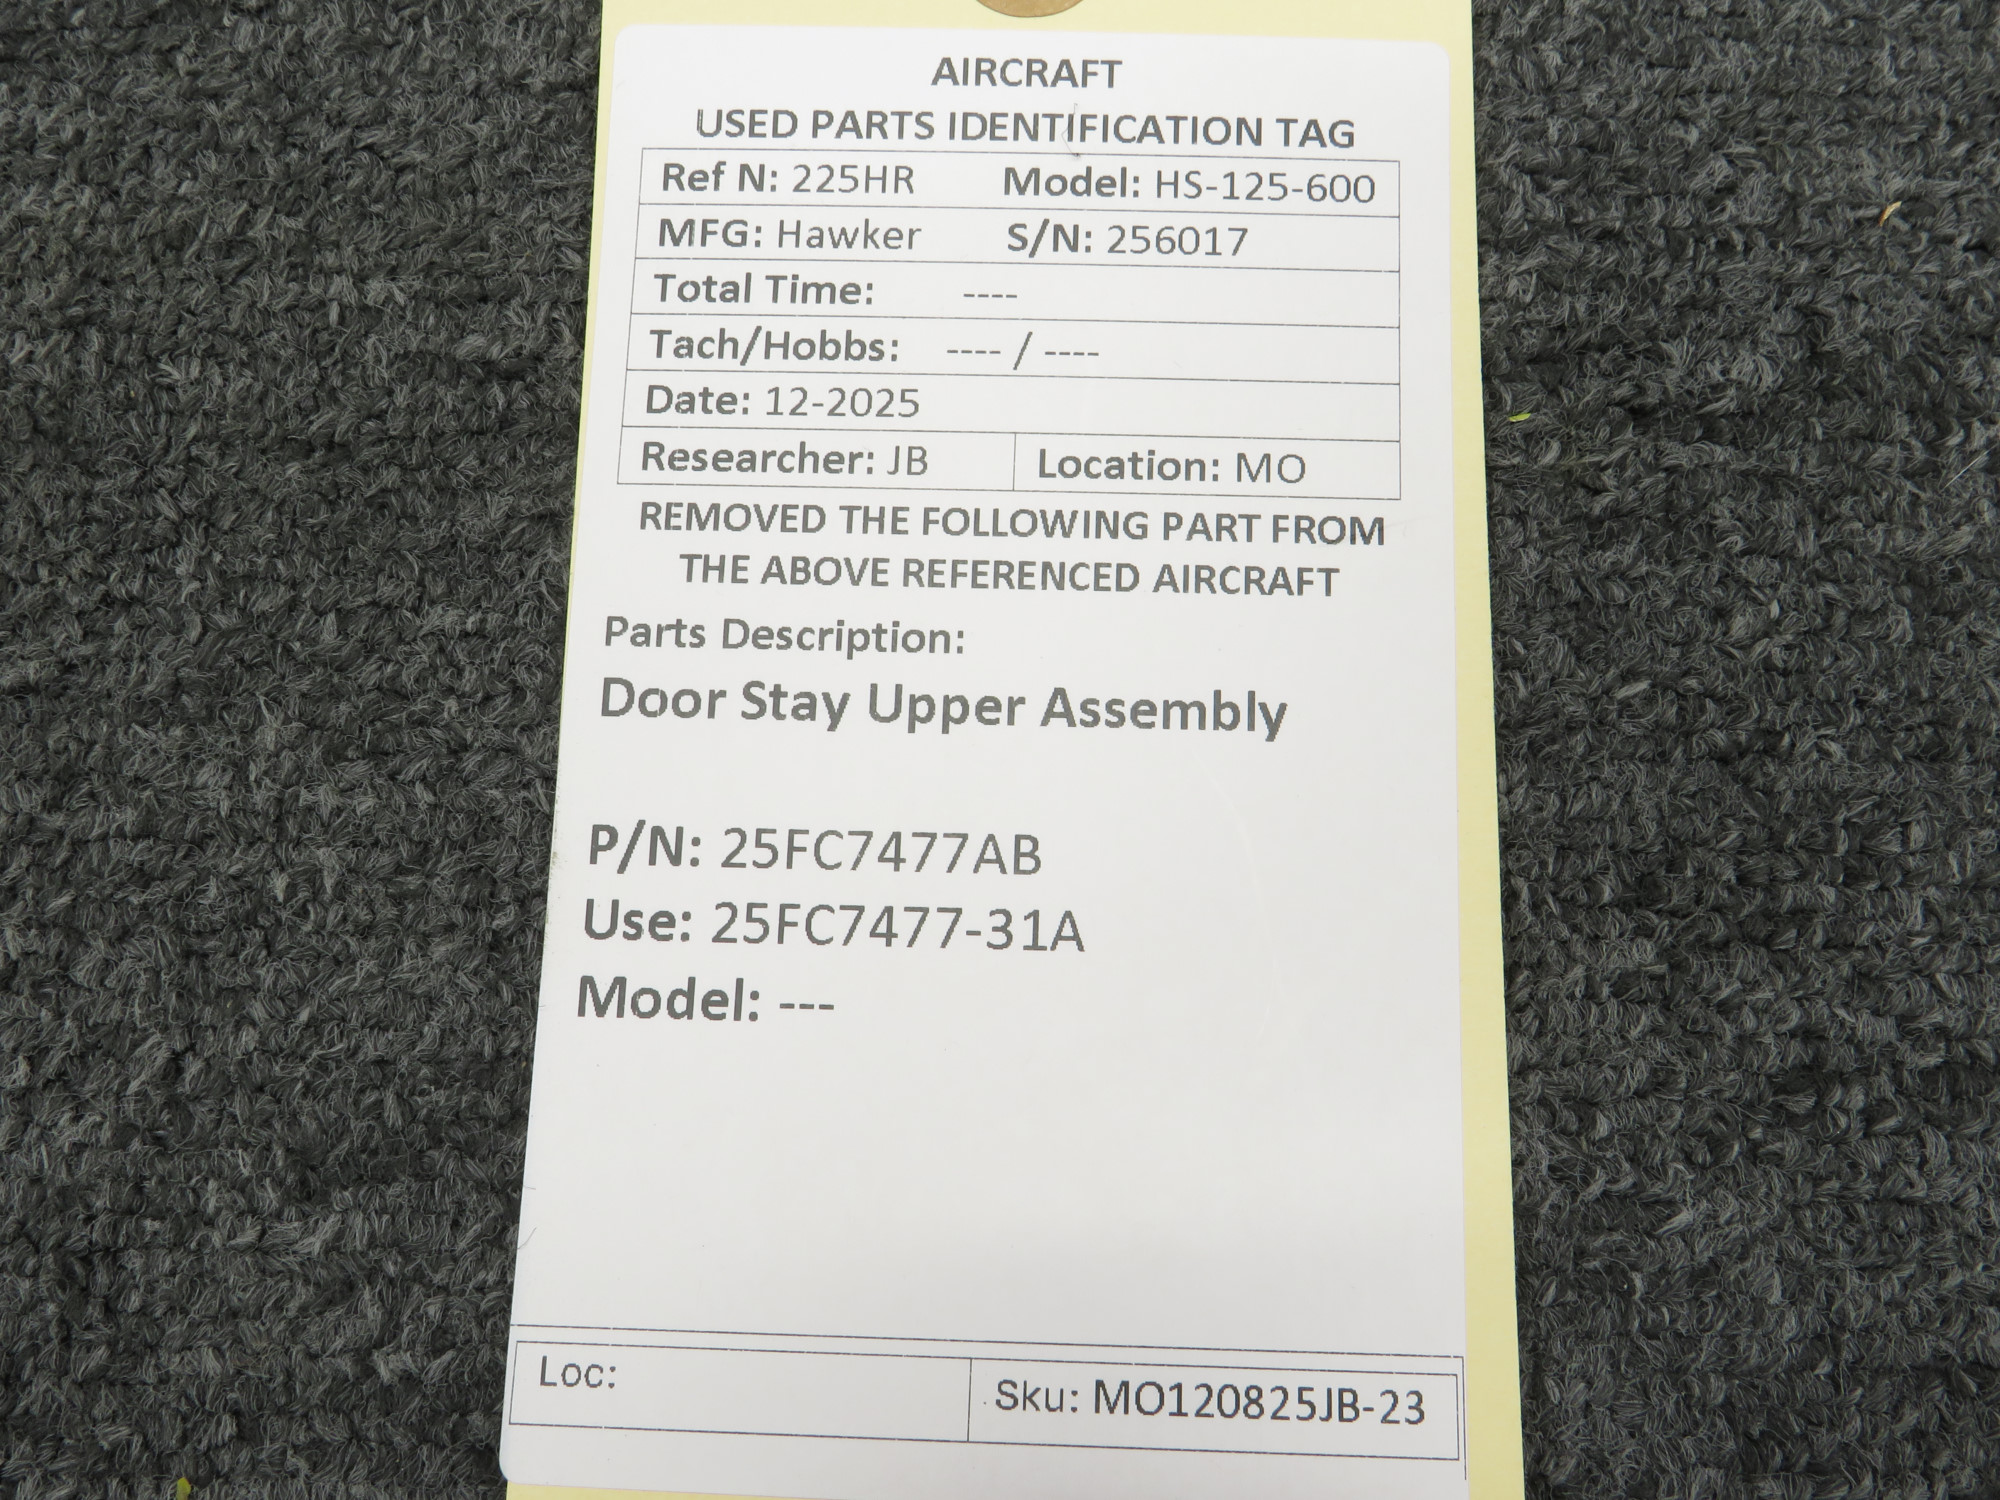 AIRCRAFT
USED PARTS IDENTIFICATION TAG
Ref N: 225HR Model: HS-125-600
MFG: Hawker S/N: 256017
Total Time: ----
Tach/Hobbs: ---- / ----
Date: 12-2025
Researcher: JB Location: MO
REMOVED THE FOLLOWING PART FROM
THE ABOVE REFERENCED AIRCRAFT
Parts Description:
Door Stay Upper Assembly
P/N: 25FC7477AB
Use: 25FC7477-31A
Model: ---
Loc: Sku: MO120825JB-23